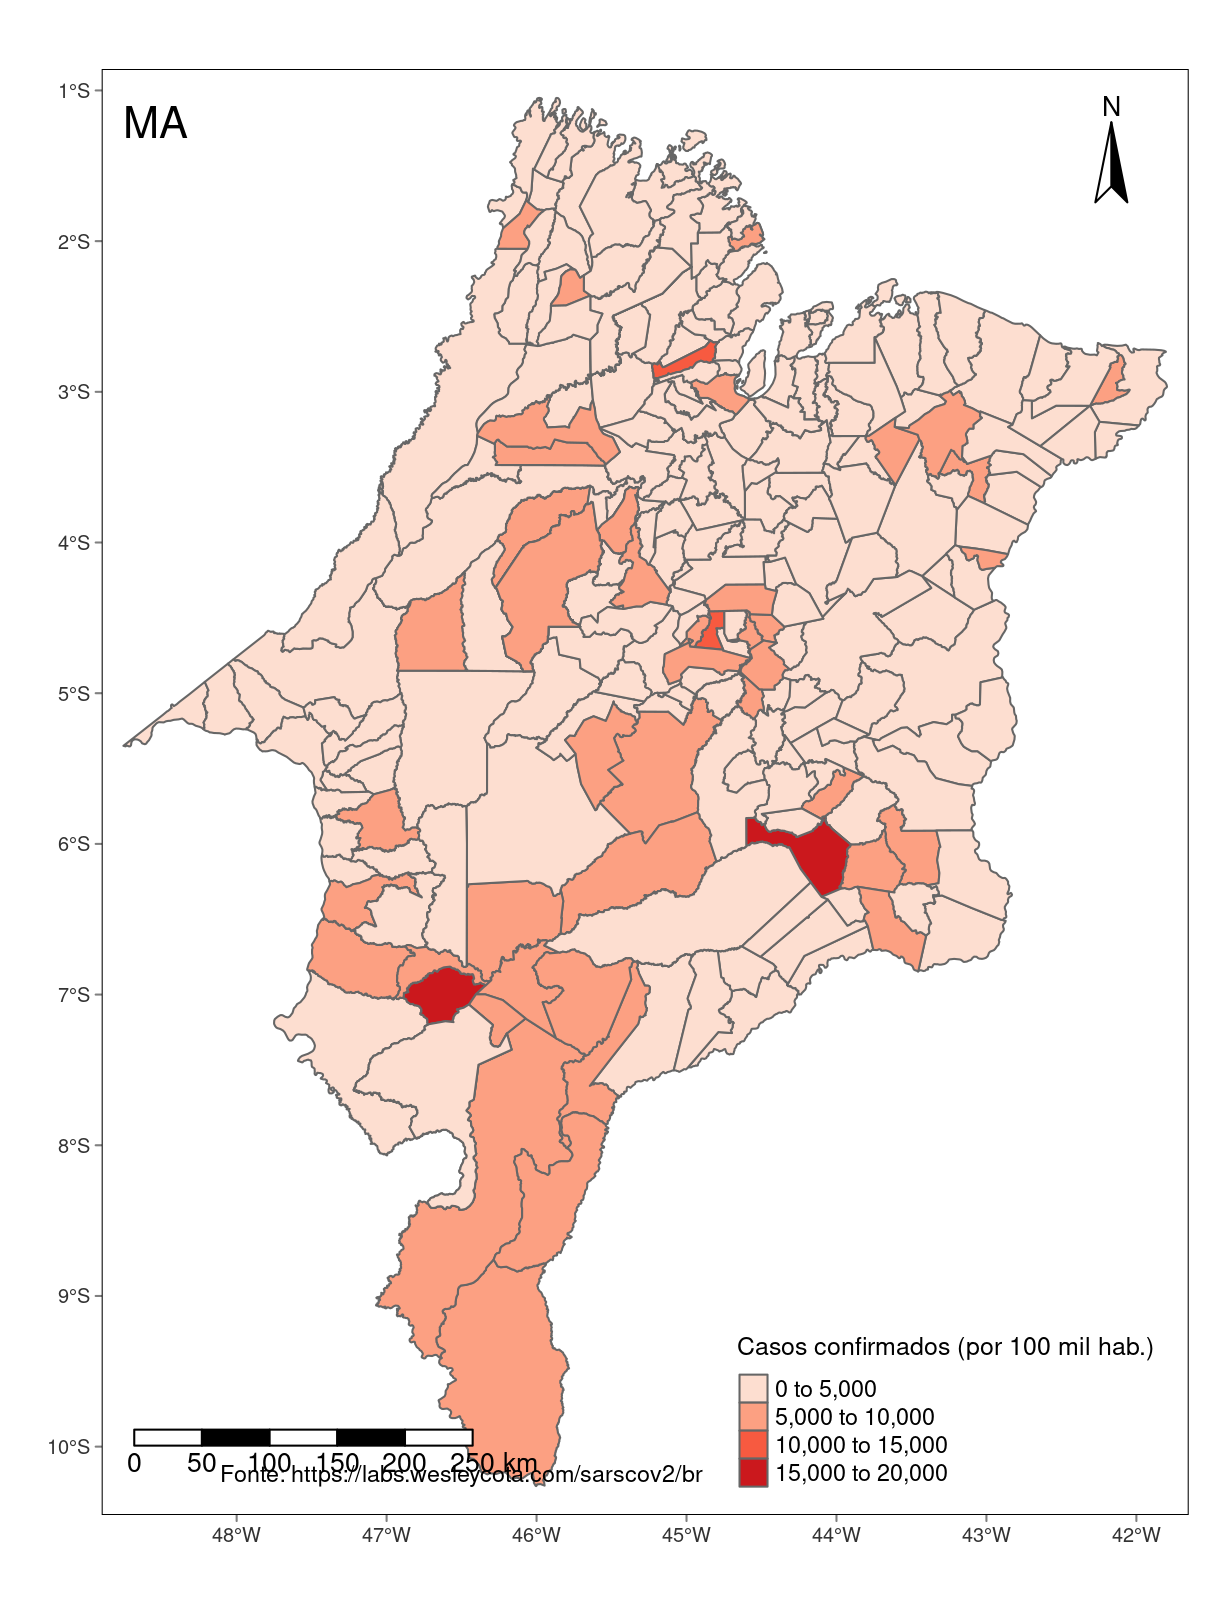 MA
N
1°S
2°S
3°S
4°S
5°S
6°S
7°S
8°S
9°S
10°S
Casos confirmados (por 100 mil hab.)
0 to 5,000
5,000 to 10,000
10,000 to 15,000
15,000 to 20,000
0 50 100 150 200 250 km
Fonte: https://labs.wesleycota.com/sarscov2/br
48°W 47°W 46°W 45°W 44°W 43°W 42°W